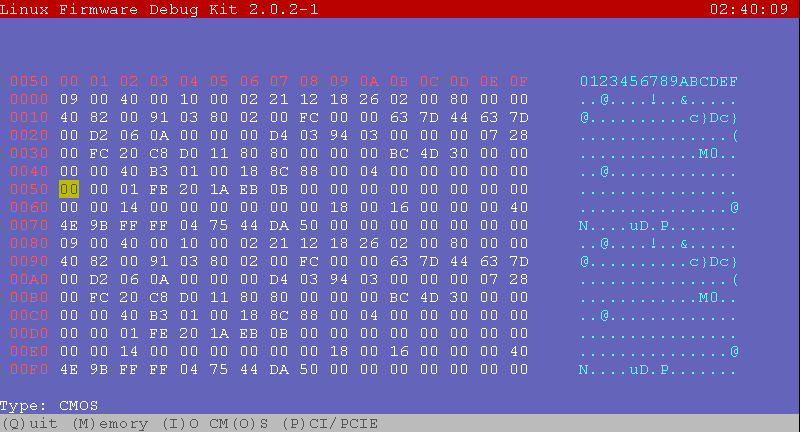 Linux Firmware Debug Kit 2.0.2-1 02:40:09
0050 00 01 02 03 04 05 06 07 08 09 0A 0B 0C 0D 0E 0F 0123456789ABCDEF
0000 09 00 40 00 10 00 02 21 12 18 26 02 00 80 00 00 ..@....!..&.....
0010 40 82 00 91 03 80 02 00 FC 00 00 63 7D 44 63 7D @..........c}Dc}
0020 00 D2 06 0A 00 00 00 D4 03 94 03 00 00 00 07 28 ...............(
0030 00 FC 20 C8 D0 11 80 80 00 00 00 BC 4D 30 00 00 .. .........M0..
0040 00 00 40 B3 01 00 18 8C 88 00 04 00 00 00 00 00 ..@.............
0050 00 00 01 FE 20 1A EB 0B 00 00 00 00 00 00 00 00 .... ...........
0060 00 00 14 00 00 00 00 00 00 18 00 16 00 00 00 40 ...............@
0070 4E 9B FF FF 04 75 44 DA 50 00 00 00 00 00 00 00 N....uD.P.......
0080 09 00 40 00 10 00 02 21 12 18 26 02 00 80 00 00 ..@....!..&.....
0090 40 82 00 91 03 80 02 00 FC 00 00 63 7D 44 63 7D @..........c}Dc}
00A0 00 D2 06 0A 00 00 00 D4 03 94 03 00 00 00 07 28 ...............(
00B0 00 FC 20 C8 D0 11 80 80 00 00 00 BC 4D 30 00 00 .. .........M0..
00C0 00 00 40 B3 01 00 18 8C 88 00 04 00 00 00 00 00 ..@.............
00D0 00 00 01 FE 20 1A EB 0B 00 00 00 00 00 00 00 00 .... ...........
00E0 00 00 14 00 00 00 00 00 00 18 00 16 00 00 00 40 ...............@
00F0 4E 9B FF FF 04 75 44 DA 50 00 00 00 00 00 00 00 N....uD.P.......
Type: CMOS
(Q)uit (M)emory (I)O CM(O)S (P)CI/PCIE